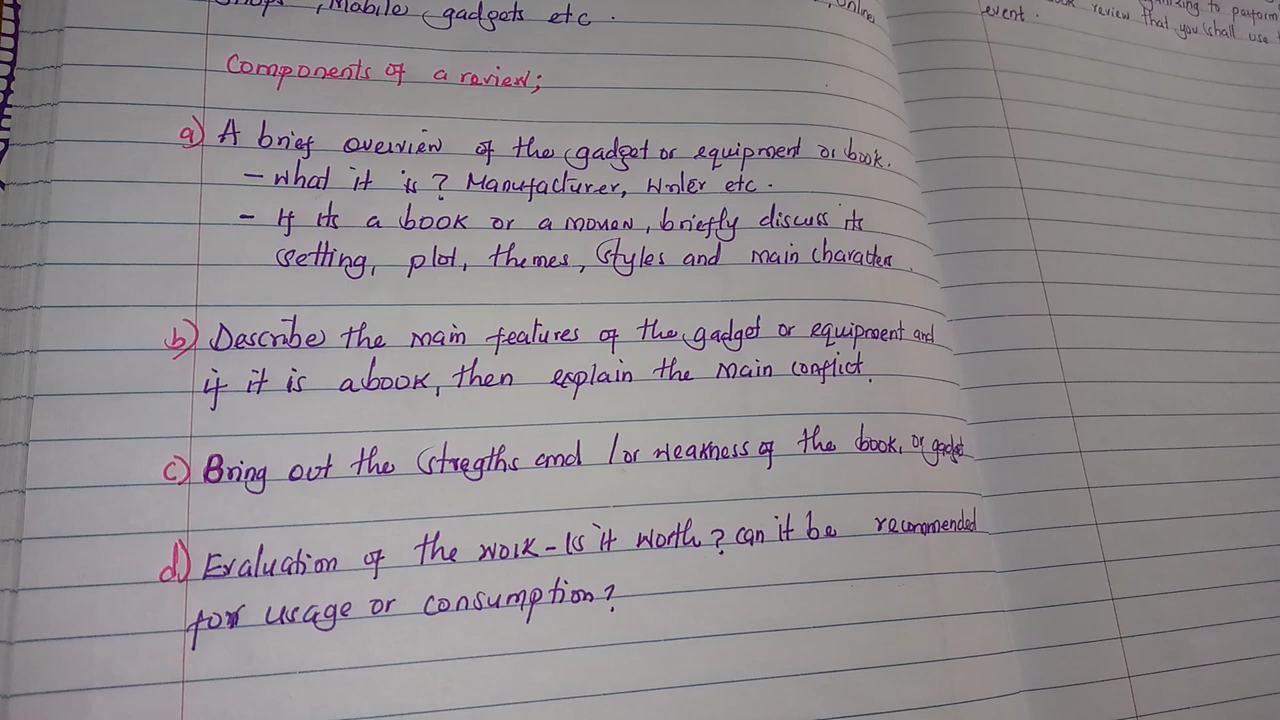 , Mobile gadgets etc.
Components of a review;
a) A brief overview of the gadget or equipment or book.
- What it is? Manufacturer, Writer etc.
- If its a book or a, briefly discuss its
setting, plot, themes, styles and main character.
b) Describe the main features of the gadget or equipment and
if it is a book, then explain the main conflict.
c) Bring out the stregths and /or weakness of the book, or gadget
d) Evaluation of the work - Is it worth? can it be recommended
for usage or consumption?
, Online
to perform
review that you shall use
event.